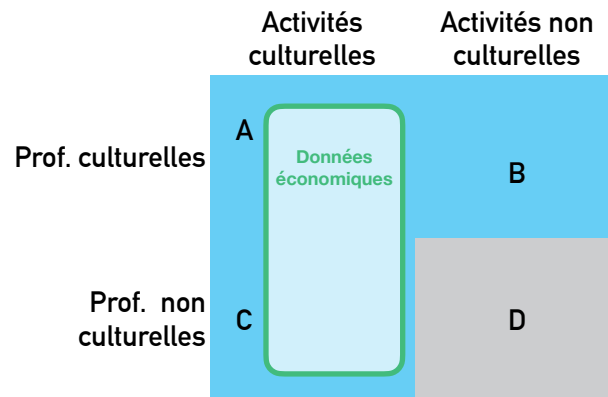 Activités
culturelles
Activités non
culturelles
A
Prof. culturelles
Données
économiques
B
Prof. non
culturelles
C
D